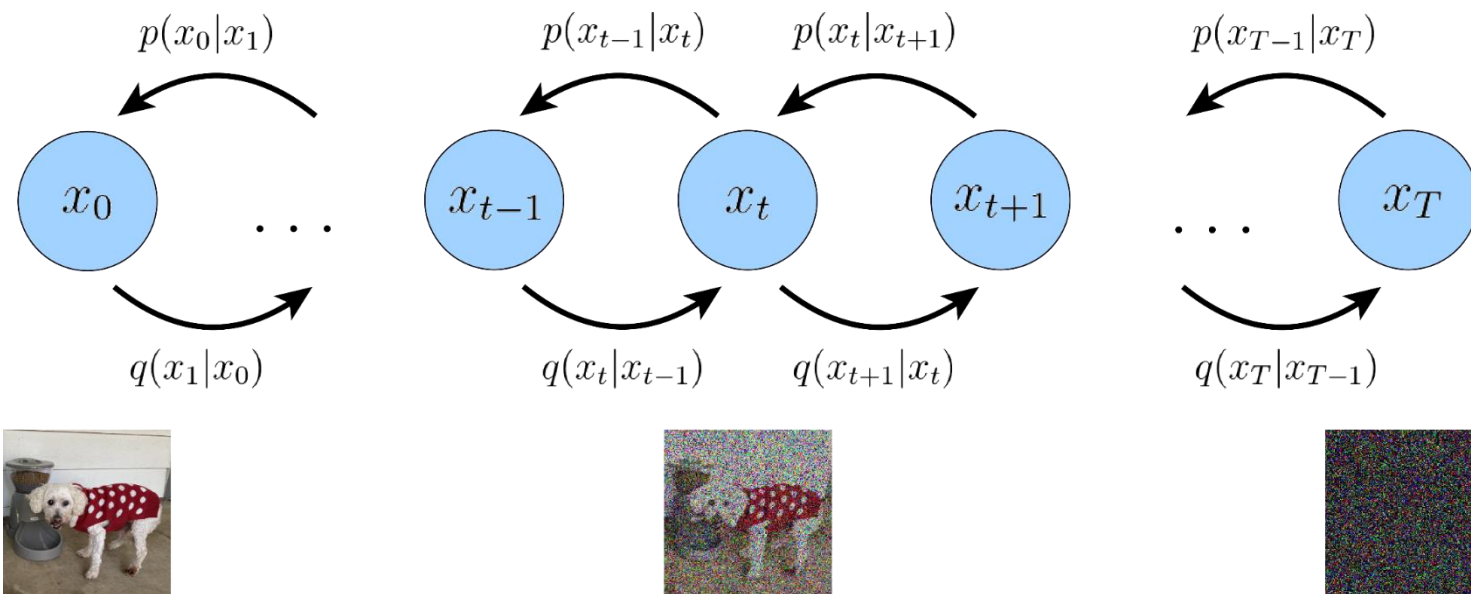 p(x_0|x_1) p(x_{t−1}|x_t) p(x_t|x_{t+1}) p(x_{T−1}|x_T)
x_0 . . . x_{t−1} x_t x_{t+1} . . . x_T
q(x_1|x_0) q(x_t|x_{t−1}) q(x_{t+1}|x_t) q(x_T|x_{T−1})